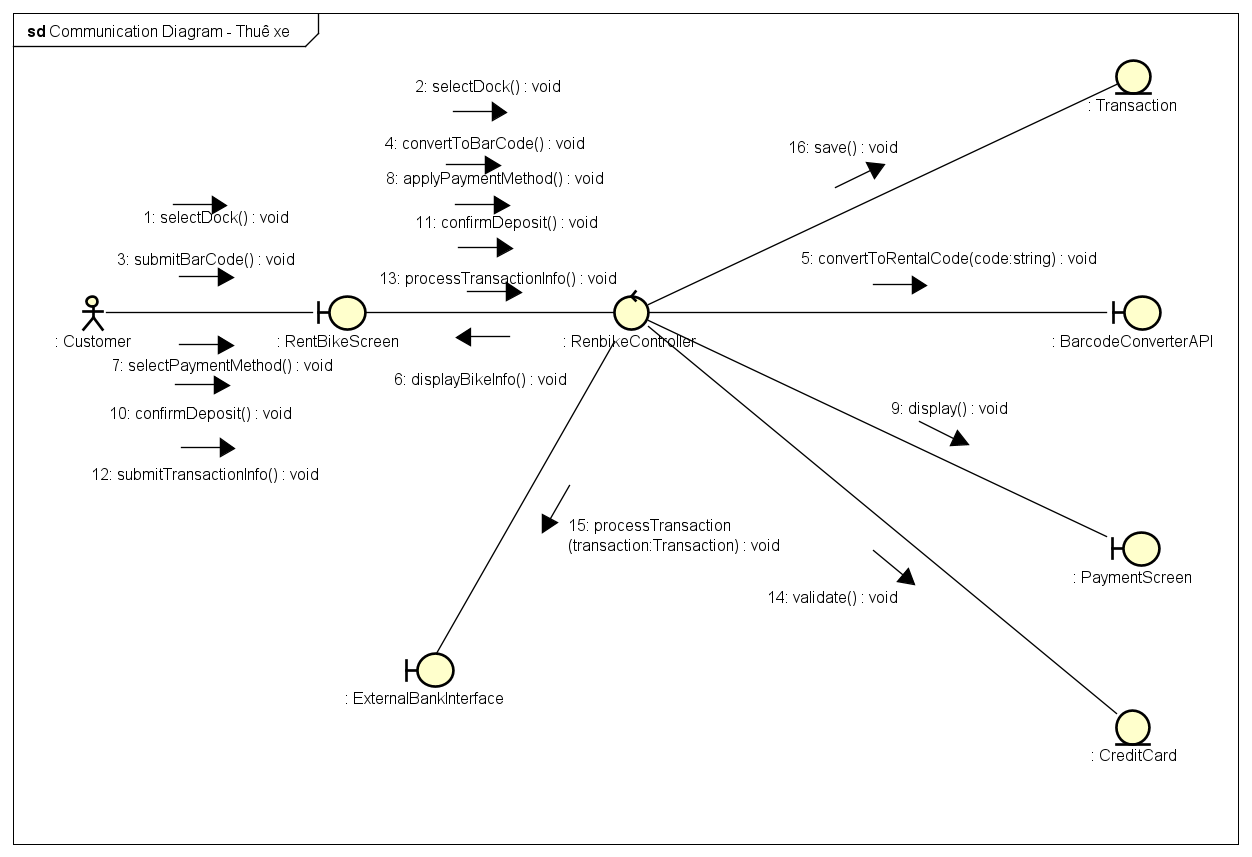 sd Communication Diagram - Thuê xe
2: selectDock() : void
: Transaction
4: convertToBarCode() : void
16: save() : void
8: applyPaymentMethod() : void
1: selectDock() : void
11: confirmDeposit() : void
3: submitBarCode() : void
5: convertToRentalCode(code:string) : void
13: processTransactionInfo() : void
: Customer
: RentBikeScreen
: RenbikeController
: BarcodeConverterAPI
7: selectPaymentMethod() : void
6: displayBikeInfo() : void
10: confirmDeposit() : void
9: display() : void
12: submitTransactionInfo() : void
15: processTransaction
(transaction:Transaction) : void
: PaymentScreen
14: validate() : void
: ExternalBankInterface
: CreditCard